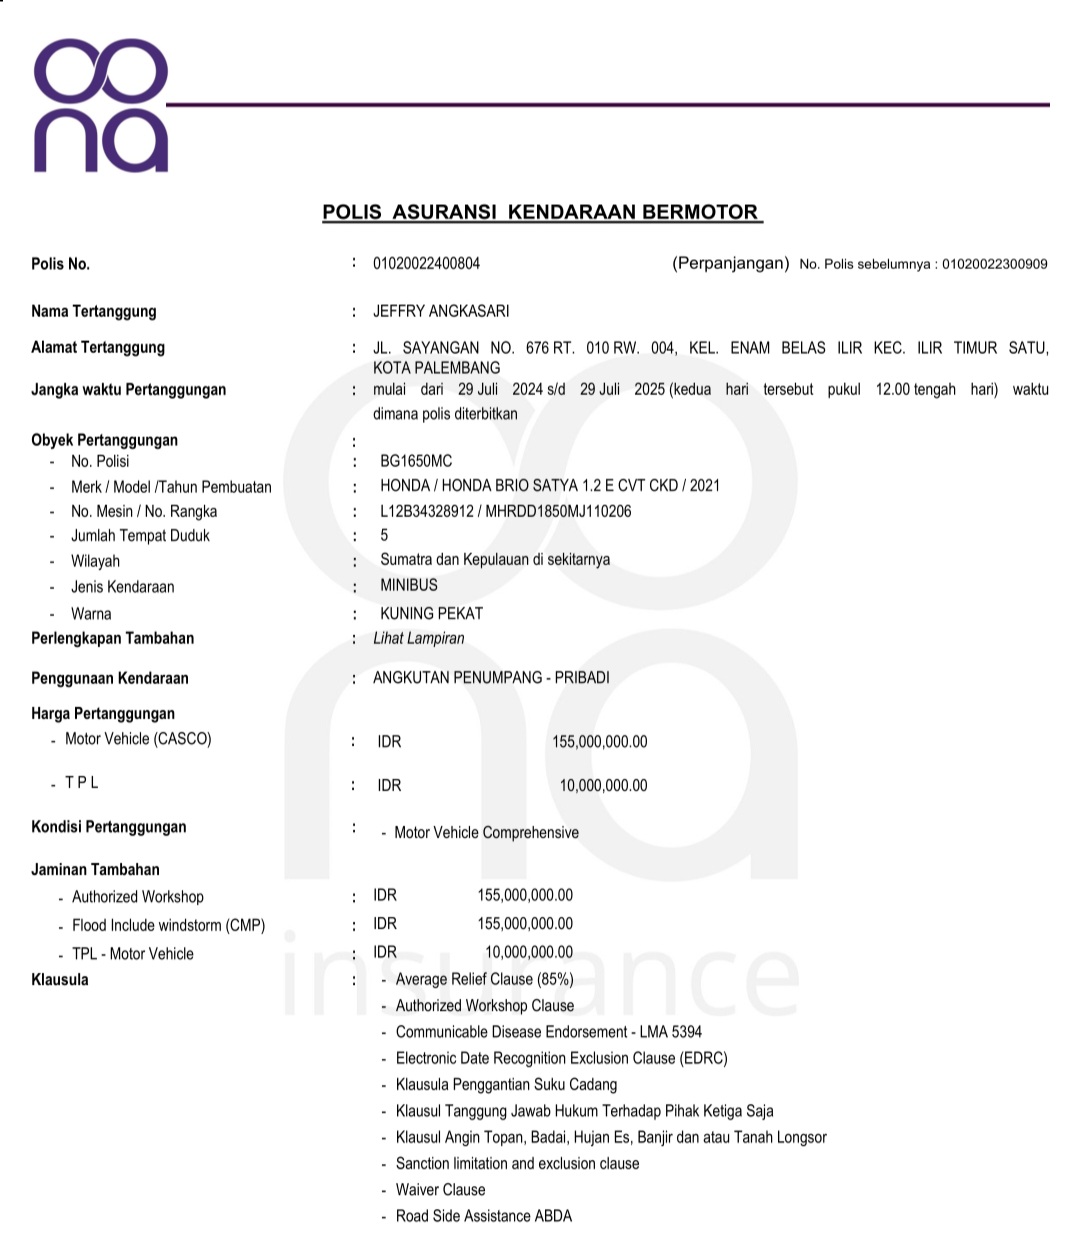 oona
POLIS ASURANSI KENDARAAN BERMOTOR
Polis No. : 01020022400804 (Perpanjangan) No. Polis sebelumnya : 01020022300909
Nama Tertanggung : JEFFRY ANGKASARI
Alamat Tertanggung : JL. SAYANGAN NO. 676 RT. 010 RW. 004, KEL. ENAM BELAS ILIR KEC. ILIR TIMUR SATU,
KOTA PALEMBANG
Jangka waktu Pertanggungan : mulai dari 29 Juli 2024 s/d 29 Juli 2025 (kedua hari tersebut pukul 12.00 tengah hari) waktu
dimana polis diterbitkan
Obyek Pertanggungan :
- No. Polisi : BG1650MC
- Merk / Model /Tahun Pembuatan : HONDA / HONDA BRIO SATYA 1.2 E CVT CKD / 2021
- No. Mesin / No. Rangka : L12B34328912 / MHRDD1850MJ110206
- Jumlah Tempat Duduk : 5
- Wilayah : Sumatra dan Kepulauan di sekitarnya
- Jenis Kendaraan : MINIBUS
- Warna : KUNING PEKAT
Perlengkapan Tambahan : Lihat Lampiran
Penggunaan Kendaraan : ANGKUTAN PENUMPANG - PRIBADI
Harga Pertanggungan
- Motor Vehicle (CASCO) : IDR 155,000,000.00
- T P L : IDR 10,000,000.00
Kondisi Pertanggungan : - Motor Vehicle Comprehensive
Jaminan Tambahan
- Authorized Workshop : IDR 155,000,000.00
- Flood Include windstorm (CMP) : IDR 155,000,000.00
- TPL - Motor Vehicle : IDR 10,000,000.00
Klausula : - Average Relief Clause (85%)
- Authorized Workshop Clause
- Communicable Disease Endorsement - LMA 5394
- Electronic Date Recognition Exclusion Clause (EDRC)
- Klausula Penggantian Suku Cadang
- Klausul Tanggung Jawab Hukum Terhadap Pihak Ketiga Saja
- Klausul Angin Topan, Badai, Hujan Es, Banjir dan atau Tanah Longsor
- Sanction limitation and exclusion clause
- Waiver Clause
- Road Side Assistance ABDA
oona
insurance